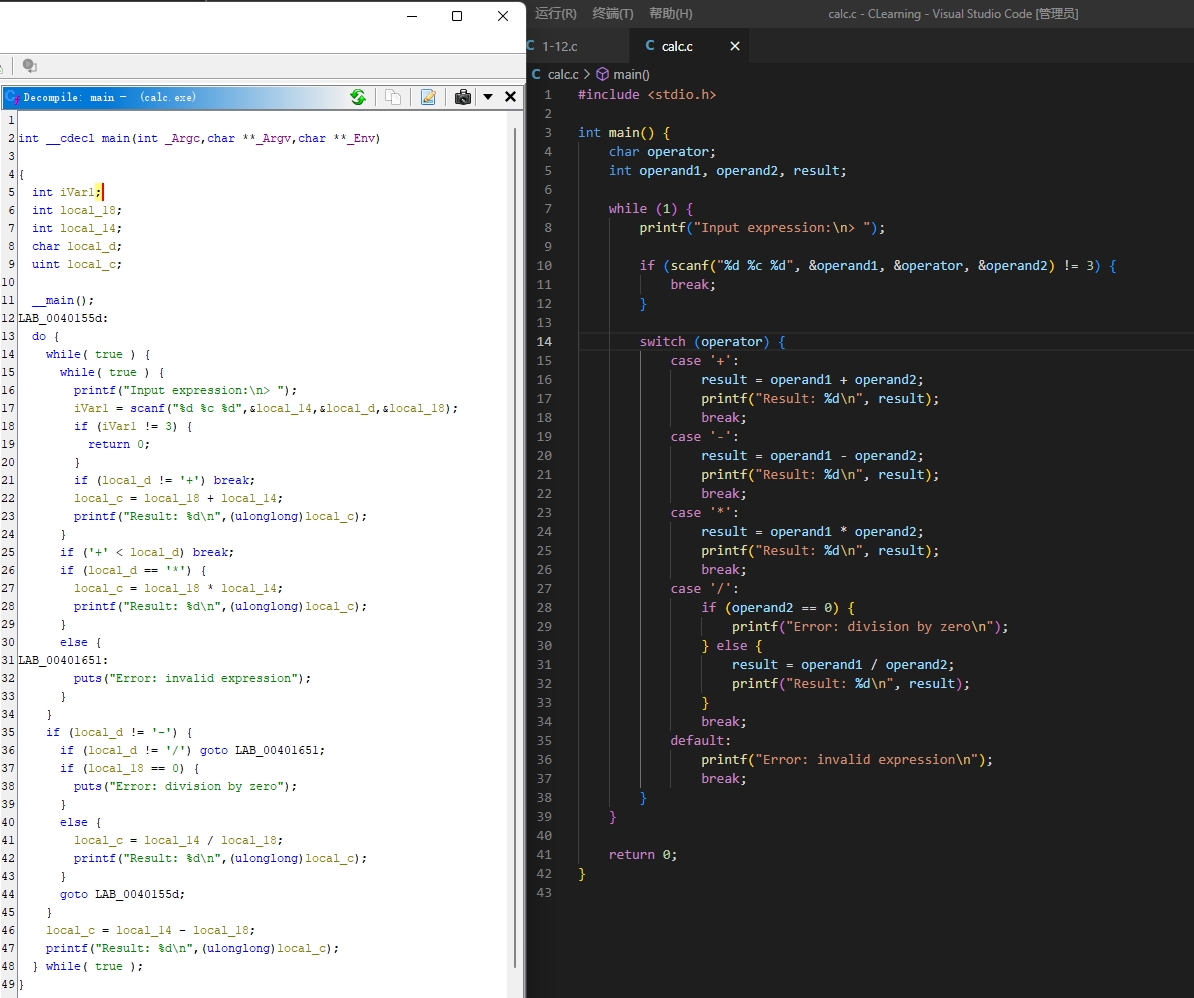 Decompile: main - (calc.exe)
1
2 int __cdecl main(int _Argc,char **_Argv,char **_Env)
3
4 {
5   int iVar1;
6   int local_18;
7   int local_14;
8   char local_d;
9   uint local_c;
10
11   __main();
12 LAB_0040155d:
13   do {
14     while( true ) {
15       while( true ) {
16         printf("Input expression:\n> ");
17         iVar1 = scanf("%d %c %d",&local_14,&local_d,&local_18);
18         if (iVar1 != 3) {
19           return 0;
20         }
21         if (local_d != '+') break;
22         local_c = local_18 + local_14;
23         printf("Result: %d\n",(ulonglong)local_c);
24       }
25       if ('+' < local_d) break;
26       if (local_d == '*') {
27         local_c = local_18 * local_14;
28         printf("Result: %d\n",(ulonglong)local_c);
29       }
30       else {
31 LAB_00401651:
32         puts("Error: invalid expression");
33       }
34     }
35     if (local_d != '-') {
36       if (local_d != '/') goto LAB_00401651;
37       if (local_18 == 0) {
38         puts("Error: division by zero");
39       }
40       else {
41         local_c = local_14 / local_18;
42         printf("Result: %d\n",(ulonglong)local_c);
43       }
44       goto LAB_0040155d;
45     }
46     local_c = local_14 - local_18;
47     printf("Result: %d\n",(ulonglong)local_c);
48   } while( true );
49 }
运行(R) 终端(T) 帮助(H) calc.c - CLearning - Visual Studio Code [管理员]
C 1-12.c C calc.c
C calc.c > main()
1 #include <stdio.h>
2
3 int main() {
4     char operator;
5     int operand1, operand2, result;
6
7     while (1) {
8         printf("Input expression:\n> ");
9
10         if (scanf("%d %c %d", &operand1, &operator, &operand2) != 3) {
11             break;
12         }
13
14         switch (operator) {
15             case '+':
16                 result = operand1 + operand2;
17                 printf("Result: %d\n", result);
18                 break;
19             case '-':
20                 result = operand1 - operand2;
21                 printf("Result: %d\n", result);
22                 break;
23             case '*':
24                 result = operand1 * operand2;
25                 printf("Result: %d\n", result);
26                 break;
27             case '/':
28                 if (operand2 == 0) {
29                     printf("Error: division by zero\n");
30                 } else {
31                     result = operand1 / operand2;
32                     printf("Result: %d\n", result);
33                 }
34                 break;
35             default:
36                 printf("Error: invalid expression\n");
37                 break;
38         }
39     }
40
41     return 0;
42 }
43